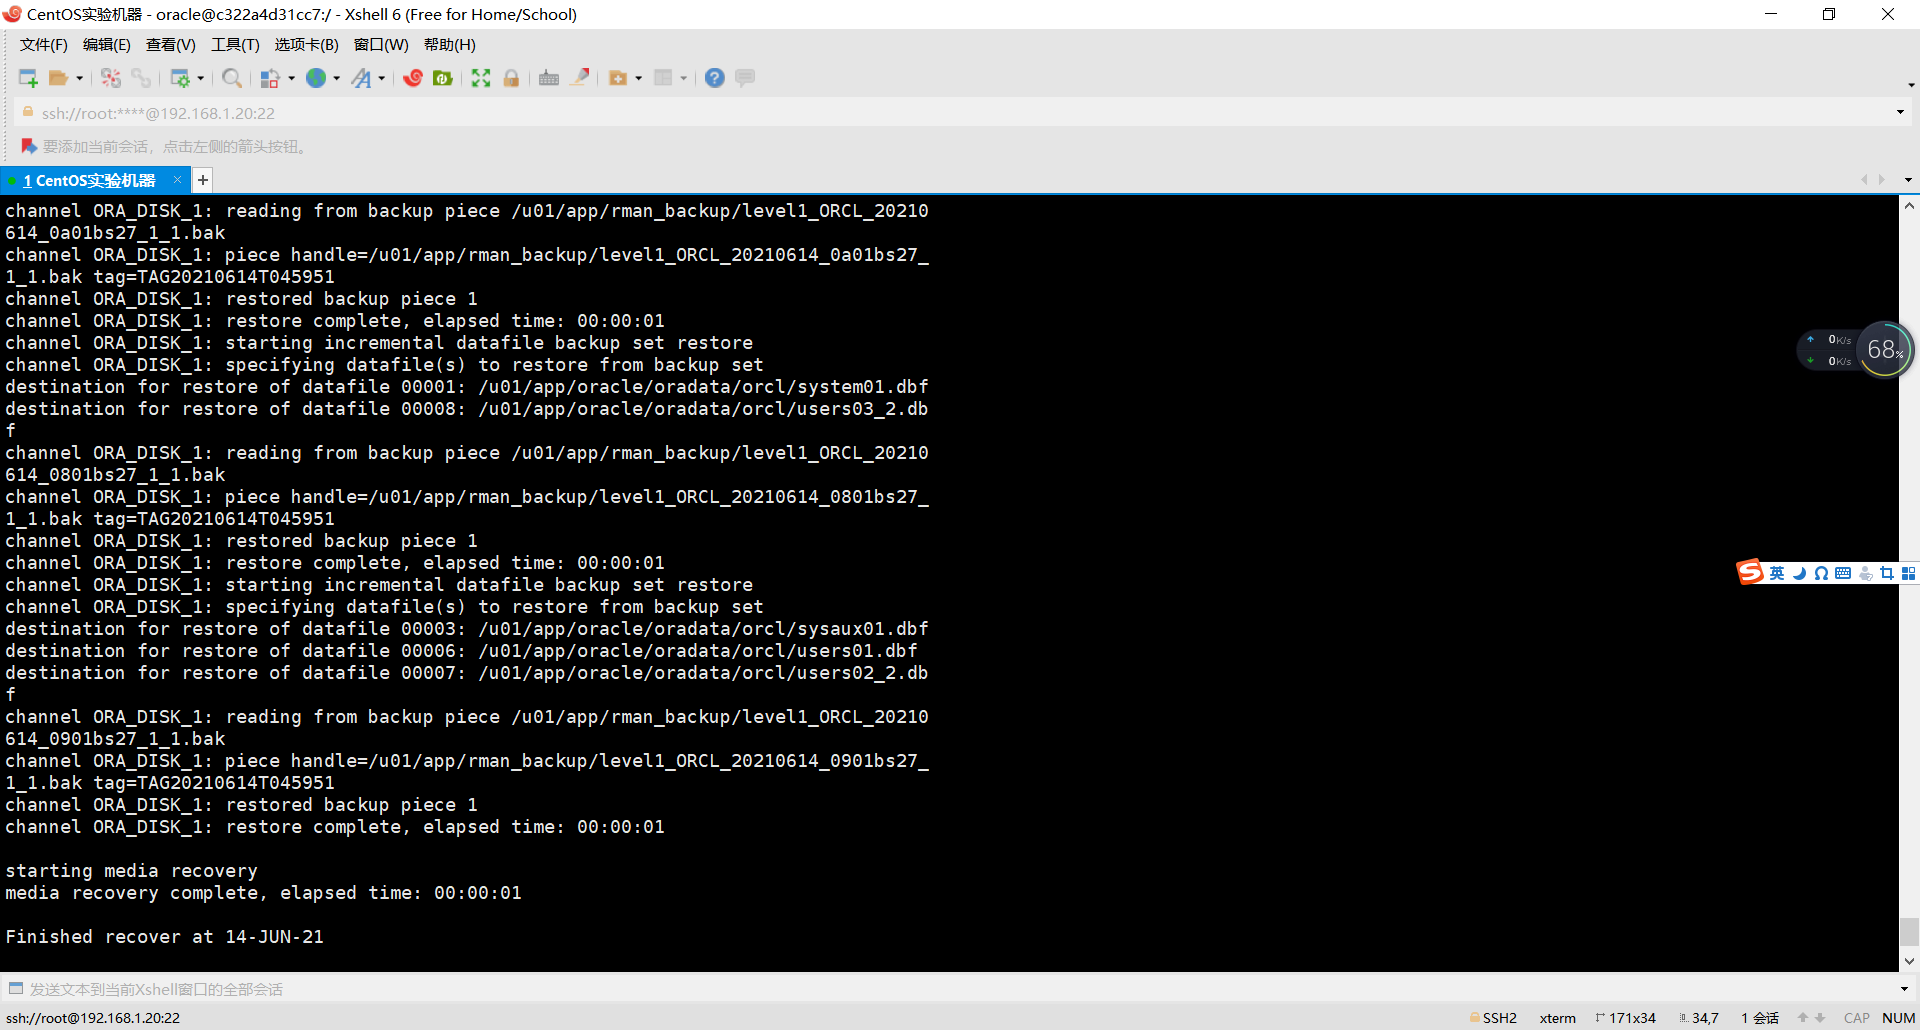 CentOS实验机器 - oracle@c322a4d31cc7:/ - Xshell 6 (Free for Home/School)
文件(F) 编辑(E) 查看(V) 工具(T) 选项卡(B) 窗口(W) 帮助(H)
ssh://root:****@192.168.1.20:22
要添加当前会话，点击左侧的箭头按钮。
1 CentOS实验机器
channel ORA_DISK_1: reading from backup piece /u01/app/rman_backup/level1_ORCL_20210
614_0a01bs27_1_1.bak
channel ORA_DISK_1: piece handle=/u01/app/rman_backup/level1_ORCL_20210614_0a01bs27_
1_1.bak tag=TAG20210614T045951
channel ORA_DISK_1: restored backup piece 1
channel ORA_DISK_1: restore complete, elapsed time: 00:00:01
channel ORA_DISK_1: starting incremental datafile backup set restore
channel ORA_DISK_1: specifying datafile(s) to restore from backup set
destination for restore of datafile 00001: /u01/app/oracle/oradata/orcl/system01.dbf
destination for restore of datafile 00008: /u01/app/oracle/oradata/orcl/users03_2.db
f
channel ORA_DISK_1: reading from backup piece /u01/app/rman_backup/level1_ORCL_20210
614_0801bs27_1_1.bak
channel ORA_DISK_1: piece handle=/u01/app/rman_backup/level1_ORCL_20210614_0801bs27_
1_1.bak tag=TAG20210614T045951
channel ORA_DISK_1: restored backup piece 1
channel ORA_DISK_1: restore complete, elapsed time: 00:00:01
channel ORA_DISK_1: starting incremental datafile backup set restore
channel ORA_DISK_1: specifying datafile(s) to restore from backup set
destination for restore of datafile 00003: /u01/app/oracle/oradata/orcl/sysaux01.dbf
destination for restore of datafile 00006: /u01/app/oracle/oradata/orcl/users01.dbf
destination for restore of datafile 00007: /u01/app/oracle/oradata/orcl/users02_2.db
f
channel ORA_DISK_1: reading from backup piece /u01/app/rman_backup/level1_ORCL_20210
614_0901bs27_1_1.bak
channel ORA_DISK_1: piece handle=/u01/app/rman_backup/level1_ORCL_20210614_0901bs27_
1_1.bak tag=TAG20210614T045951
channel ORA_DISK_1: restored backup piece 1
channel ORA_DISK_1: restore complete, elapsed time: 00:00:01
starting media recovery
media recovery complete, elapsed time: 00:00:01
Finished recover at 14-JUN-21
0K/s
0K/s
68%
英
发送文本到当前Xshell窗口的全部会话
ssh://root@192.168.1.20:22 SSH2 xterm 171x34 34,7 1 会话 CAP NUM